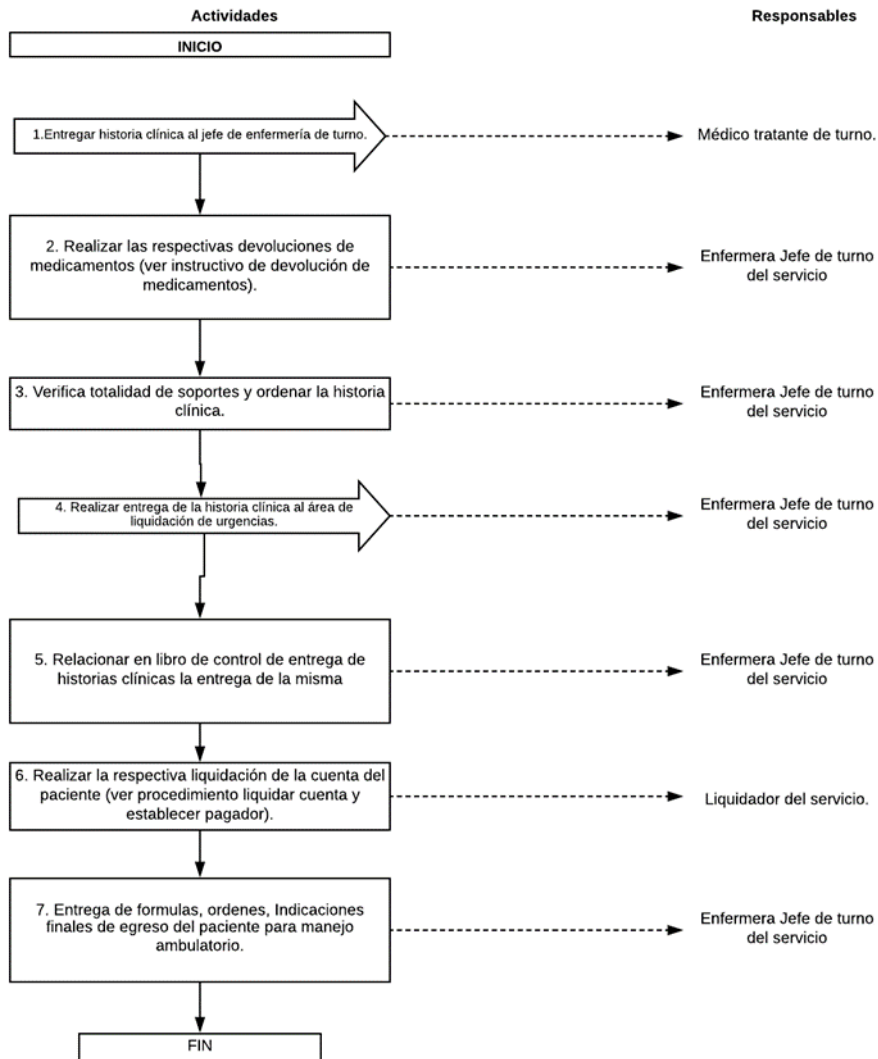 Actividades
Responsables
INICIO
1.Entregar historia clínica al jefe de enfermería de turno.
Médico tratante de turno.
2. Realizar las respectivas devoluciones de
medicamentos (ver instructivo de devolución de
medicamentos).
Enfermera Jefe de turno
del servicio
3. Verifica totalidad de soportes y ordenar la historia
clínica.
Enfermera Jefe de turno
del servicio
4. Realizar entrega de la historia clínica al área de
liquidación de urgencias.
Enfermera Jefe de turno
del servicio
5. Relacionar en libro de control de entrega de
historias clínicas la entrega de la misma
Enfermera Jefe de turno
del servicio
6. Realizar la respectiva liquidación de la cuenta del
paciente (ver procedimiento liquidar cuenta y
establecer pagador).
Liquidador del servicio.
7. Entrega de formulas, ordenes, Indicaciones
finales de egreso del paciente para manejo
ambulatorio.
Enfermera Jefe de turno
del servicio
FIN